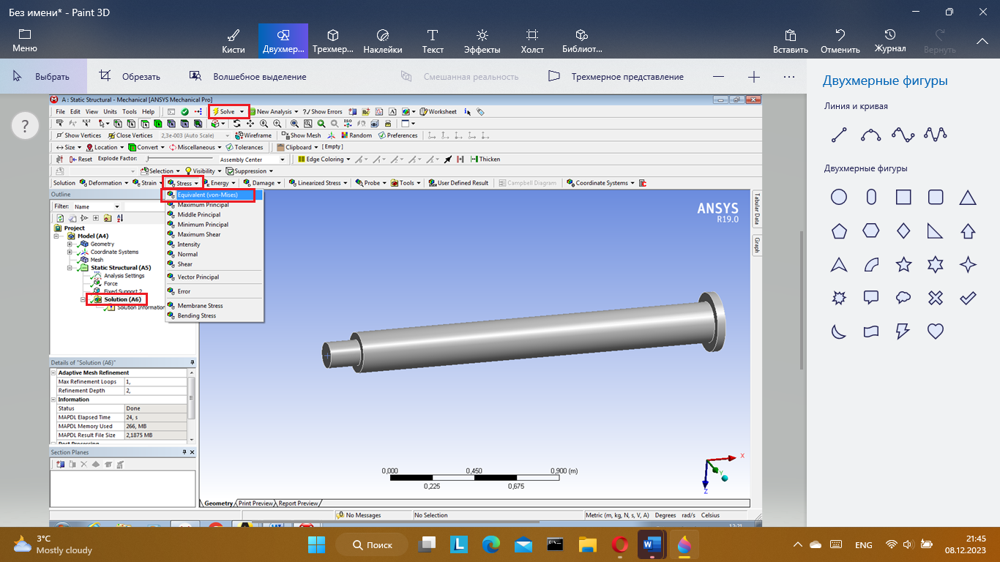 Без имени* - Paint 3D
Меню
Кисти
Двухмер...
Трехмер...
Наклейки
Текст
Эффекты
Холст
Библиот...
Вставить
Отменить
Журнал
Вернуть
Выбрать
Обрезать
Волшебное выделение
Смешанная реальность
Трехмерное представление
Двухмерные фигуры
Линия и кривая
Двухмерные фигуры
?
A : Static Structural - Mechanical [ANSYS Mechanical Pro]
File Edit View Units Tools Help Solve New Analysis ?/ Show Errors Worksheet
Show Vertices Close Vertices 2,3e-003 (Auto Scale) Wireframe Show Mesh Random Preferences
Size Location Convert Miscellaneous Tolerances Clipboard [ Empty ]
Reset Explode Factor: Assembly Center Edge Coloring Thicken
Selection Visibility Suppression
Solution Deformation Strain Stress Energy Damage Linearized Stress Probe Tools User Defined Result Campbell Diagram Coordinate Systems
Outline
Filter: Name
Project
Model (A4)
Geometry
Coordinate Systems
Mesh
Static Structural (A5)
Analysis Settings
Force
Fixed Support 2
Solution (A6)
Solution Information
Equivalent (von-Mises)
Maximum Principal
Middle Principal
Minimum Principal
Maximum Shear
Intensity
Normal
Shear
Vector Principal
Error
Membrane Stress
Bending Stress
ANSYS
R19.0
Tabular Data
Graph
Details of "Solution (A6)"
Adaptive Mesh Refinement
Max Refinement Loops 1,
Refinement Depth 2,
Information
Status Done
MAPDL Elapsed Time 24, s
MAPDL Memory Used 266, MB
MAPDL Result File Size 2,1875 MB
Post Processing
Section Planes
0,000 0,450 0,900 (m)
0,225 0,675
X
Y
Z
Geometry Print Preview Report Preview
No Messages No Selection Metric (m, kg, N, s, V, A) Degrees rad/s Celsius
12:21
3°C
Mostly cloudy
Поиск
ENG
21:45
08.12.2023